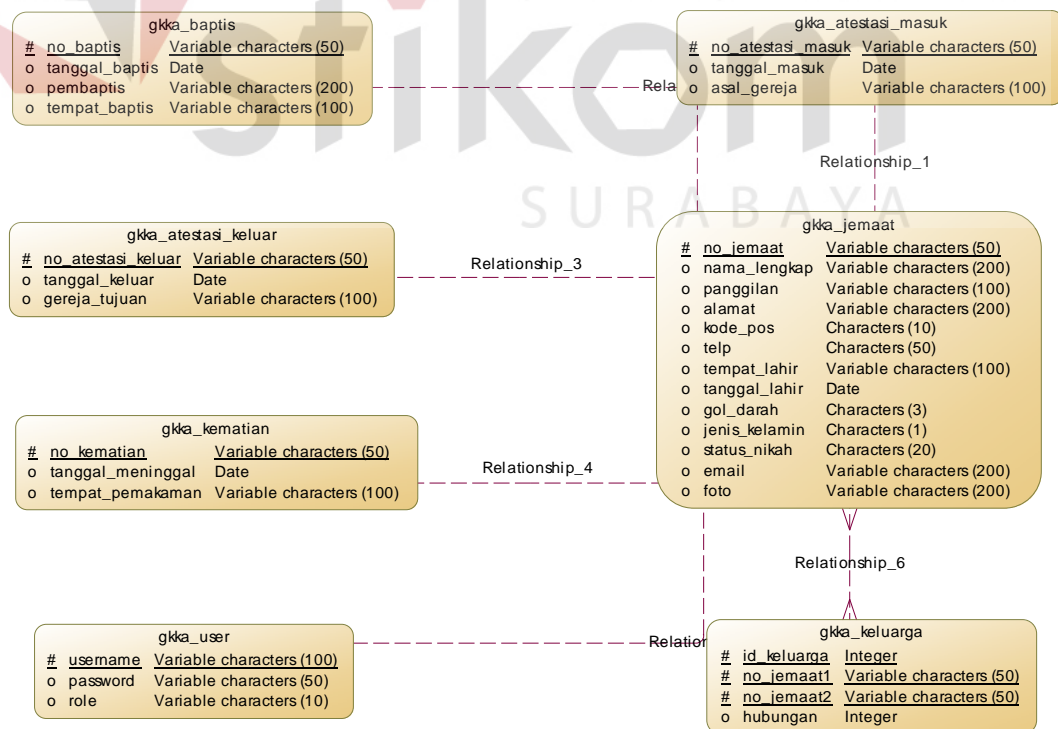 gkka_baptis
# no_baptis Variable characters (50)
o tanggal_baptis Date
o pembaptis Variable characters (200)
o tempat_baptis Variable characters (100)
gkka_atestasi_masuk
# no_atestasi_masuk Variable characters (50)
o tanggal_masuk Date
o asal_gereja Variable characters (100)
Rela
stikom
SURABAYA
Relationship_1
gkka_atestasi_keluar
# no_atestasi_keluar Variable characters (50)
o tanggal_keluar Date
o gereja_tujuan Variable characters (100)
Relationship_3
gkka_jemaat
# no_jemaat Variable characters (50)
o nama_lengkap Variable characters (200)
o panggilan Variable characters (100)
o alamat Variable characters (200)
o kode_pos Characters (10)
o telp Characters (50)
o tempat_lahir Variable characters (100)
o tanggal_lahir Date
o gol_darah Characters (3)
o jenis_kelamin Characters (1)
o status_nikah Characters (20)
o email Variable characters (200)
o foto Variable characters (200)
gkka_kematian
# no_kematian Variable characters (50)
o tanggal_meninggal Date
o tempat_pemakaman Variable characters (100)
Relationship_4
Relationship_6
gkka_user
# username Variable characters (100)
o password Variable characters (50)
o role Variable characters (10)
Relation
gkka_keluarga
# id_keluarga Integer
# no_jemaat1 Variable characters (50)
# no_jemaat2 Variable characters (50)
o hubungan Integer